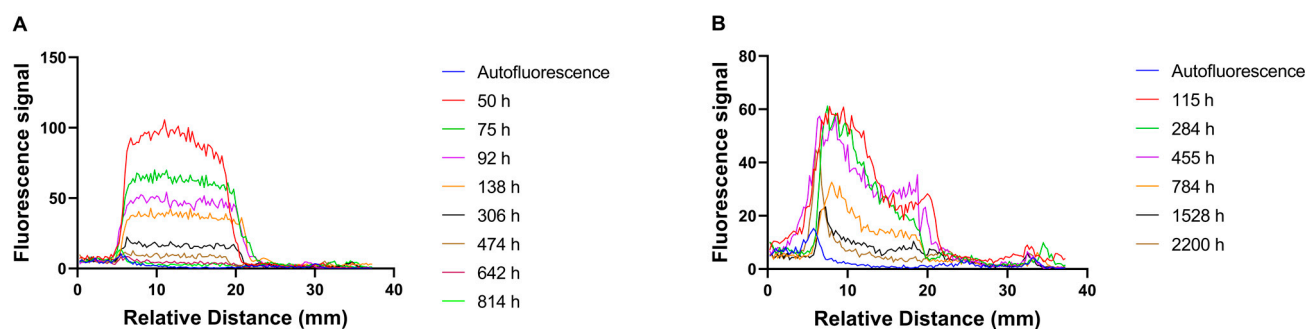 A
Fluorescence signal
150
100
50
0
0 20 40
Relative Distance (mm)
Autofluorescence
50 h
75 h
92 h
138 h
306 h
474 h
642 h
814 h
B
Fluorescence signal
80
60
40
20
0
0 10 20 30 40
Relative Distance (mm)
Autofluorescence
115 h
284 h
455 h
784 h
1528 h
2200 h